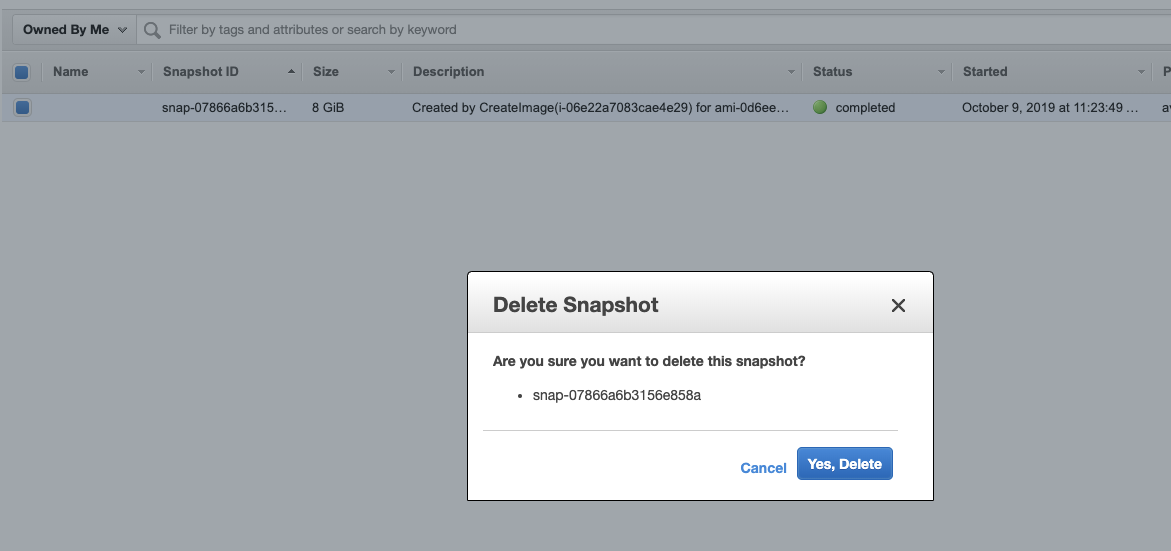 Owned By Me Filter by tags and attributes or search by keyword
Name Snapshot ID Size Description Status Started P
snap-07866a6b315... 8 GiB Created by CreateImage(i-06e22a7083cae4e29) for ami-0d6ee... completed October 9, 2019 at 11:23:49 ... av
Delete Snapshot
Are you sure you want to delete this snapshot?
• snap-07866a6b3156e858a
Cancel Yes, Delete